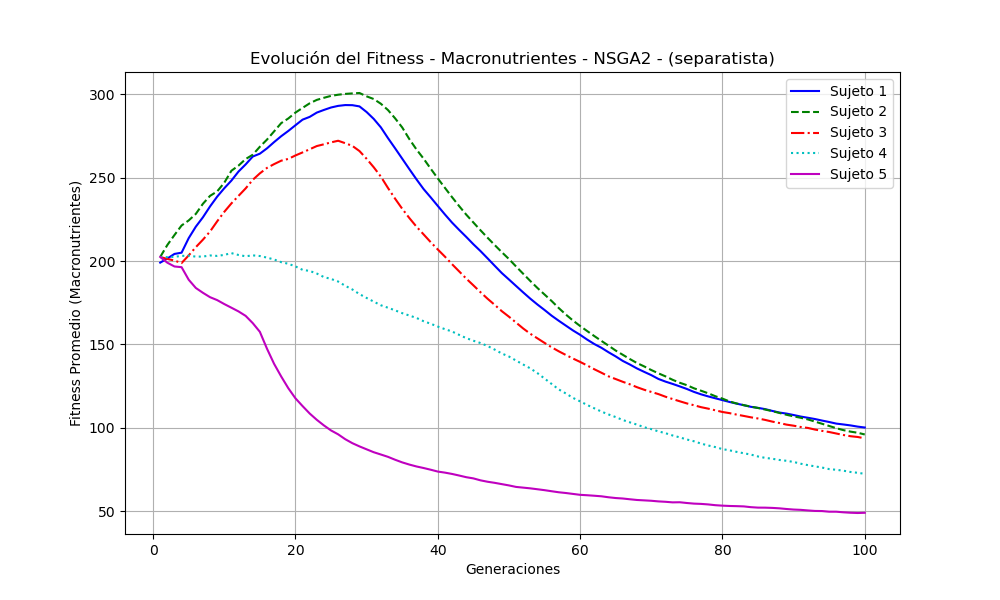 Evolución del Fitness - Macronutrientes - NSGA2 - (separatista)
Fitness Promedio (Macronutrientes)
300
250
200
150
100
50
0 20 40 60 80 100
Generaciones
Sujeto 1
Sujeto 2
Sujeto 3
Sujeto 4
Sujeto 5